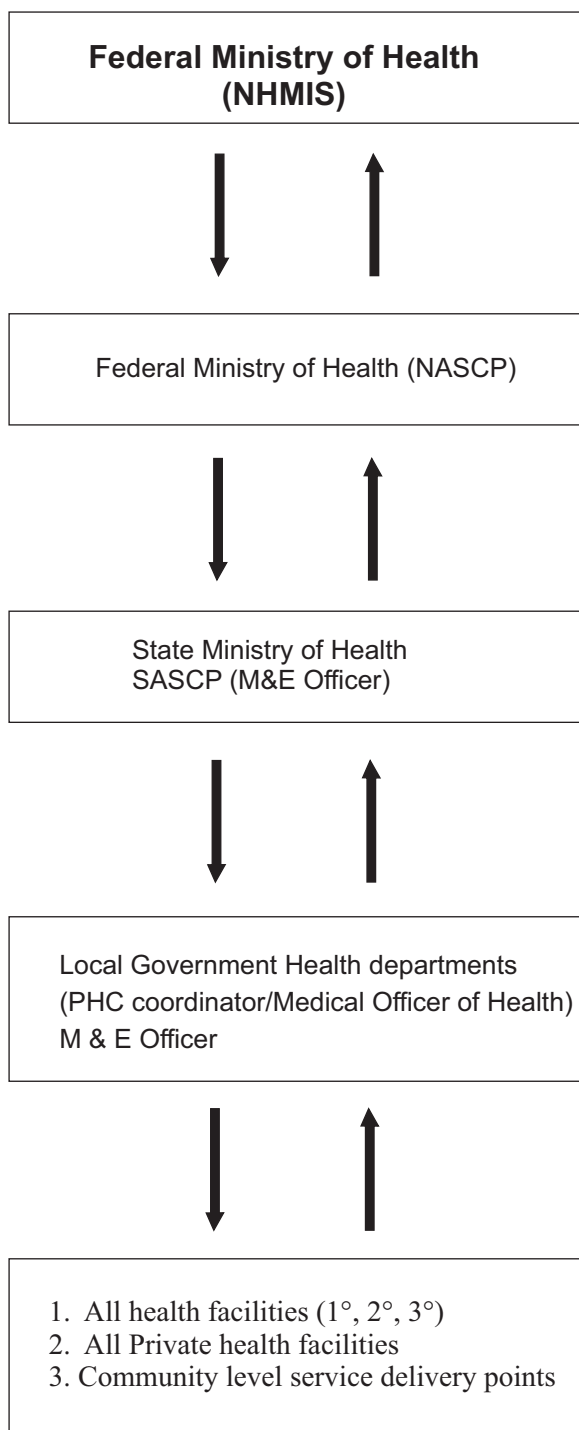 Federal Ministry of Health
(NHMIS)
Federal Ministry of Health (NASCP)
State Ministry of Health
SASCP (M&E Officer)
Local Government Health departments
(PHC coordinator/Medical Officer of Health)
M & E Officer
1. All health facilities (1°, 2°, 3°)
2. All Private health facilities
3. Community level service delivery points